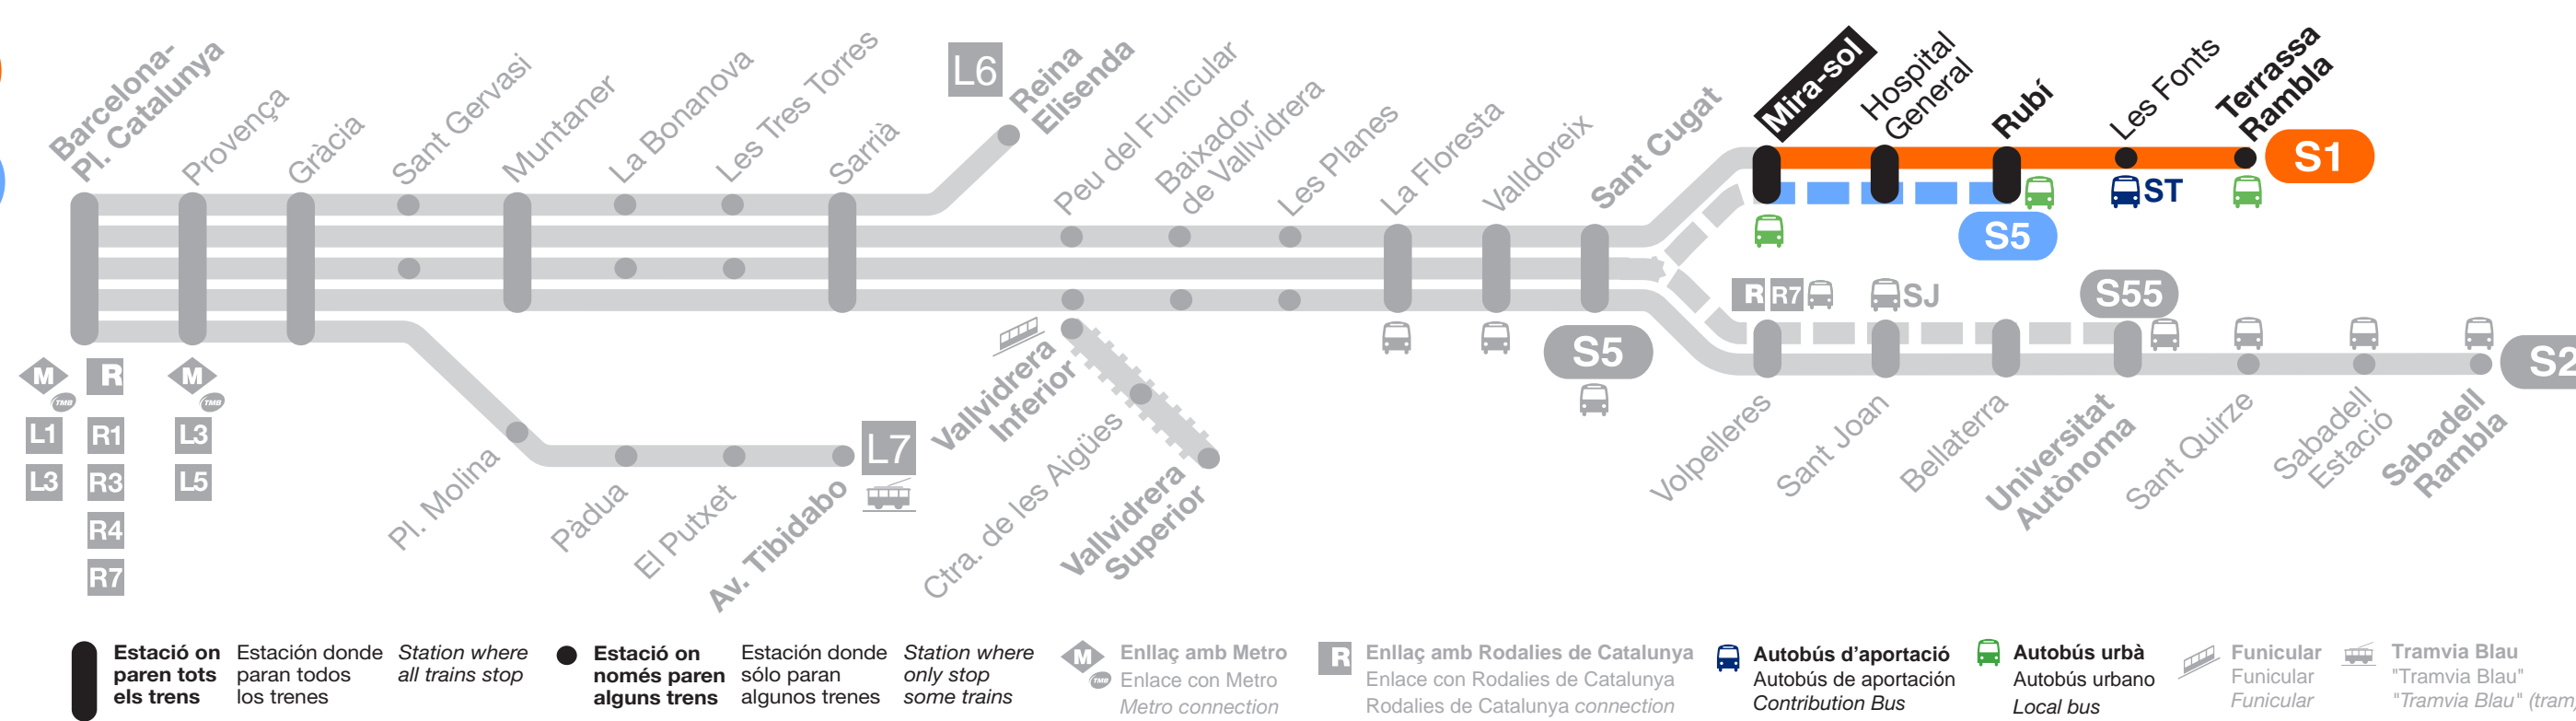 Barcelona-
Pl. Catalunya
Provença
Gràcia
Sant Gervasi
Muntaner
La Bonanova
Les Tres Torres
Sarrià
L6
Reina
Elisenda
Peu del Funicular
Baixador
de Vallvidrera
Les Planes
La Floresta
Valldoreix
Sant Cugat
Mira-sol
Hospital
General
Rubí
Les Fonts
Terrassa
Rambla
S1
ST
S5
R R7
SJ
S55
S5
S2
M
TMB
R
M
TMB
L1
R1
L3
L3
R3
L5
R4
R7
Pl. Molina
Pàdua
El Putxet
Av. Tibidabo
L7
Vallvidrera
Inferior
Ctra. de les Aigües
Vallvidrera
Superior
Volpelleres
Sant Joan
Bellaterra
Universitat
Autònoma
Sant Quirze
Sabadell
Estació
Sabadell
Rambla
Estació on
paren tots
els trens
Estación donde
paran todos
los trenes
Station where
all trains stop
Estació on
només paren
alguns trens
Estación donde
sólo paran
algunos trenes
Station where
only stop
some trains
M
TMB
Enllaç amb Metro
Enlace con Metro
Metro connection
R
Enllaç amb Rodalies de Catalunya
Enlace con Rodalies de Catalunya
Rodalies de Catalunya connection
Autobús d'aportació
Autobús de aportación
Contribution Bus
Autobús urbà
Autobús urbano
Local bus
Funicular
Funicular
Funicular
Tramvia Blau
"Tramvia Blau"
"Tramvia Blau" (tram)